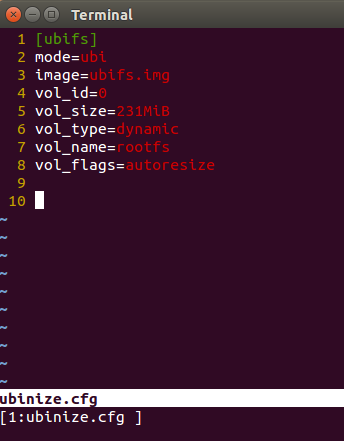 Terminal
1 [ubifs]
2 mode=ubi
3 image=ubifs.img
4 vol_id=0
5 vol_size=231MiB
6 vol_type=dynamic
7 vol_name=rootfs
8 vol_flags=autoresize
9
10
~
~
~
~
~
~
~
~
~
~
ubinize.cfg
[1:ubinize.cfg ]